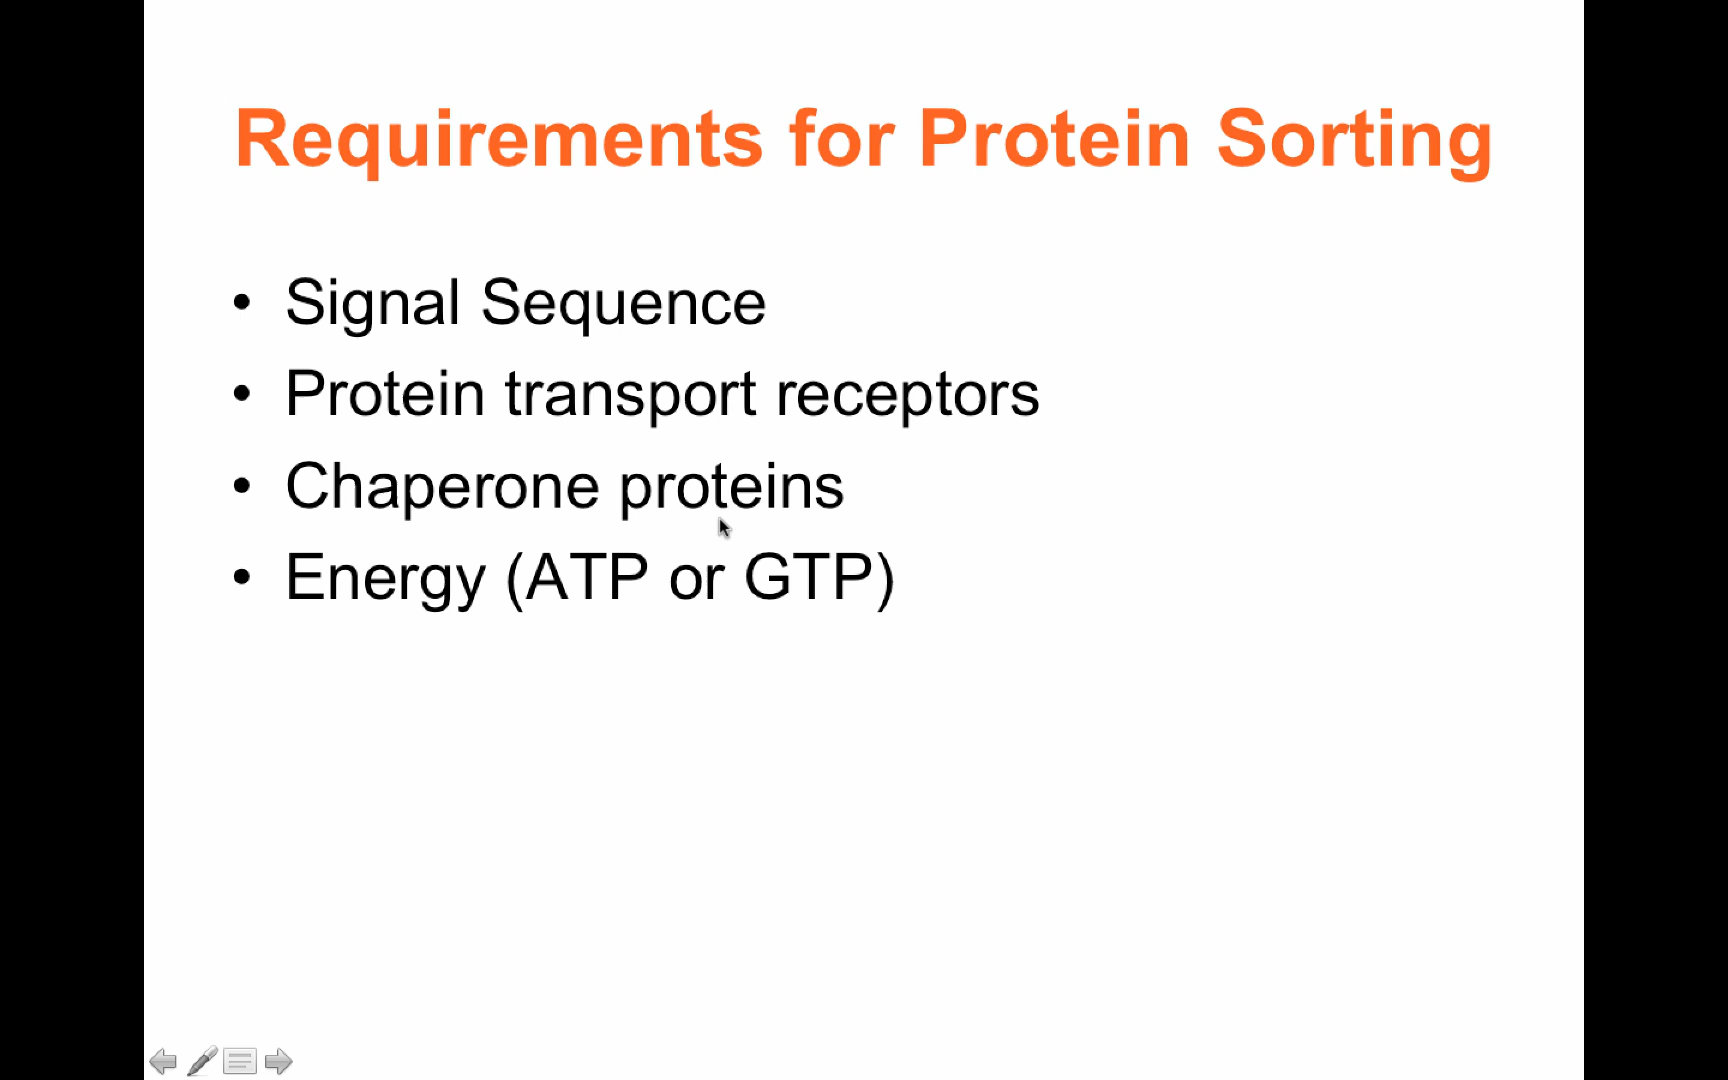 Requirements for Protein Sorting
• Signal Sequence
• Protein transport receptors
• Chaperone proteins
• Energy (ATP or GTP)